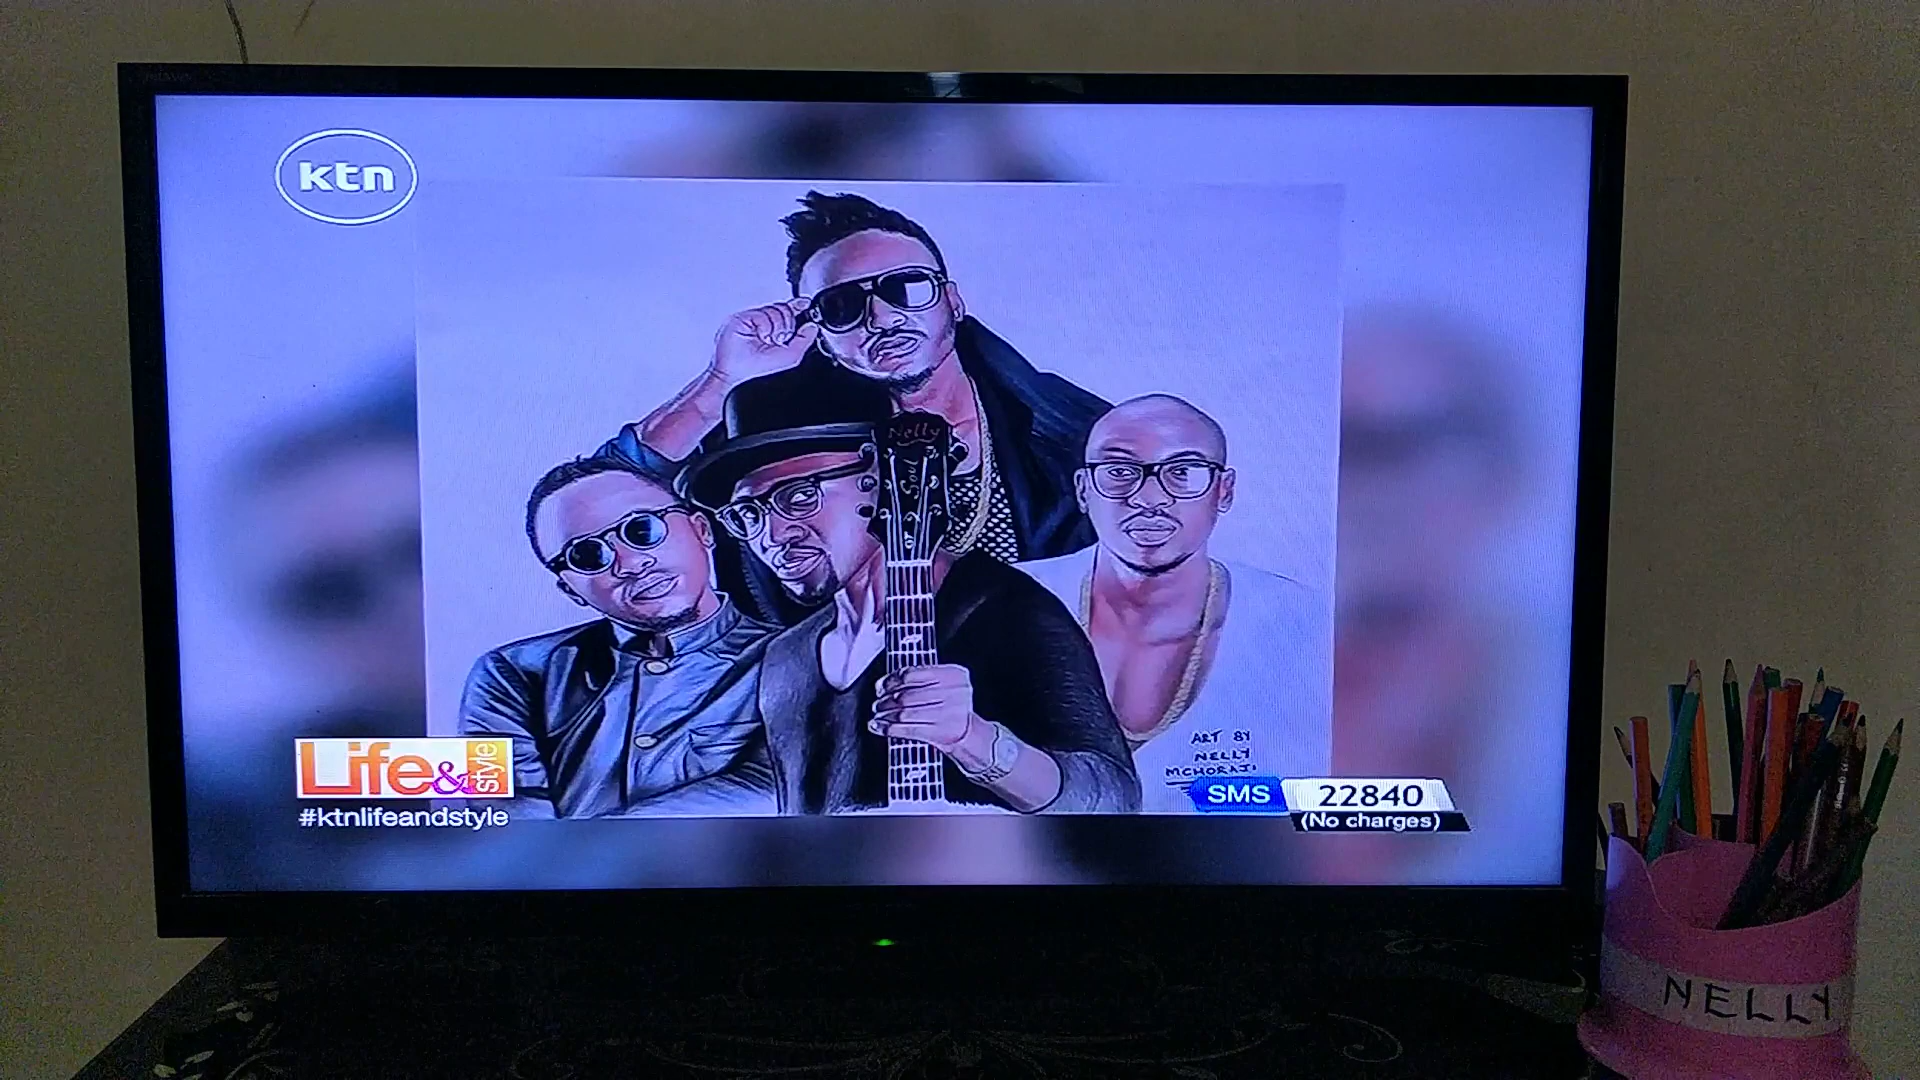 ktn
Nelly
Soul
ART BY
NELLY
MCHORAJI
Life & style
#ktnlifeandstyle
SMS 22840
(No charges)
NELLY